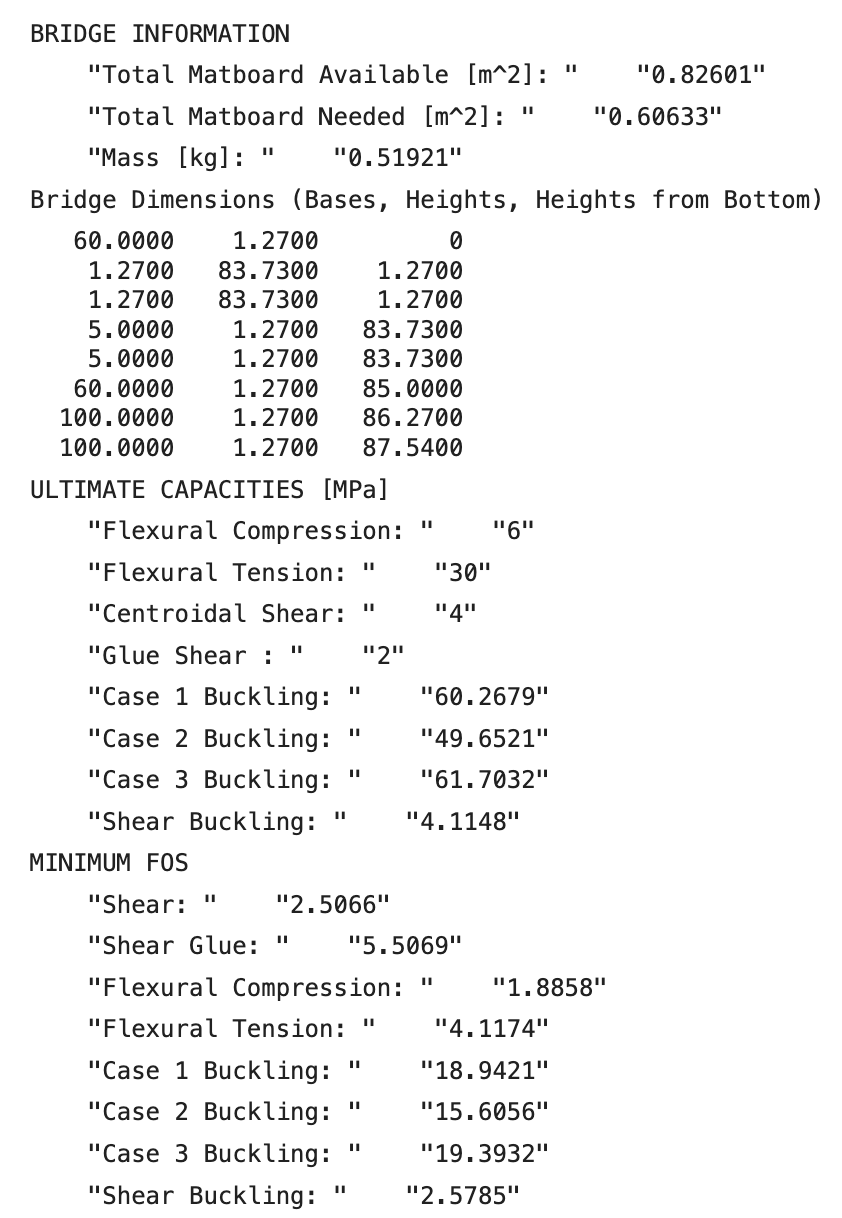 BRIDGE INFORMATION
"Total Matboard Available [m^2]: " "0.82601"
"Total Matboard Needed [m^2]: " "0.60633"
"Mass [kg]: " "0.51921"
Bridge Dimensions (Bases, Heights, Heights from Bottom)
60.0000 1.2700 0
1.2700 83.7300 1.2700
1.2700 83.7300 1.2700
5.0000 1.2700 83.7300
5.0000 1.2700 83.7300
60.0000 1.2700 85.0000
100.0000 1.2700 86.2700
100.0000 1.2700 87.5400
ULTIMATE CAPACITIES [MPa]
"Flexural Compression: " "6"
"Flexural Tension: " "30"
"Centroidal Shear: " "4"
"Glue Shear : " "2"
"Case 1 Buckling: " "60.2679"
"Case 2 Buckling: " "49.6521"
"Case 3 Buckling: " "61.7032"
"Shear Buckling: " "4.1148"
MINIMUM FOS
"Shear: " "2.5066"
"Shear Glue: " "5.5069"
"Flexural Compression: " "1.8858"
"Flexural Tension: " "4.1174"
"Case 1 Buckling: " "18.9421"
"Case 2 Buckling: " "15.6056"
"Case 3 Buckling: " "19.3932"
"Shear Buckling: " "2.5785"